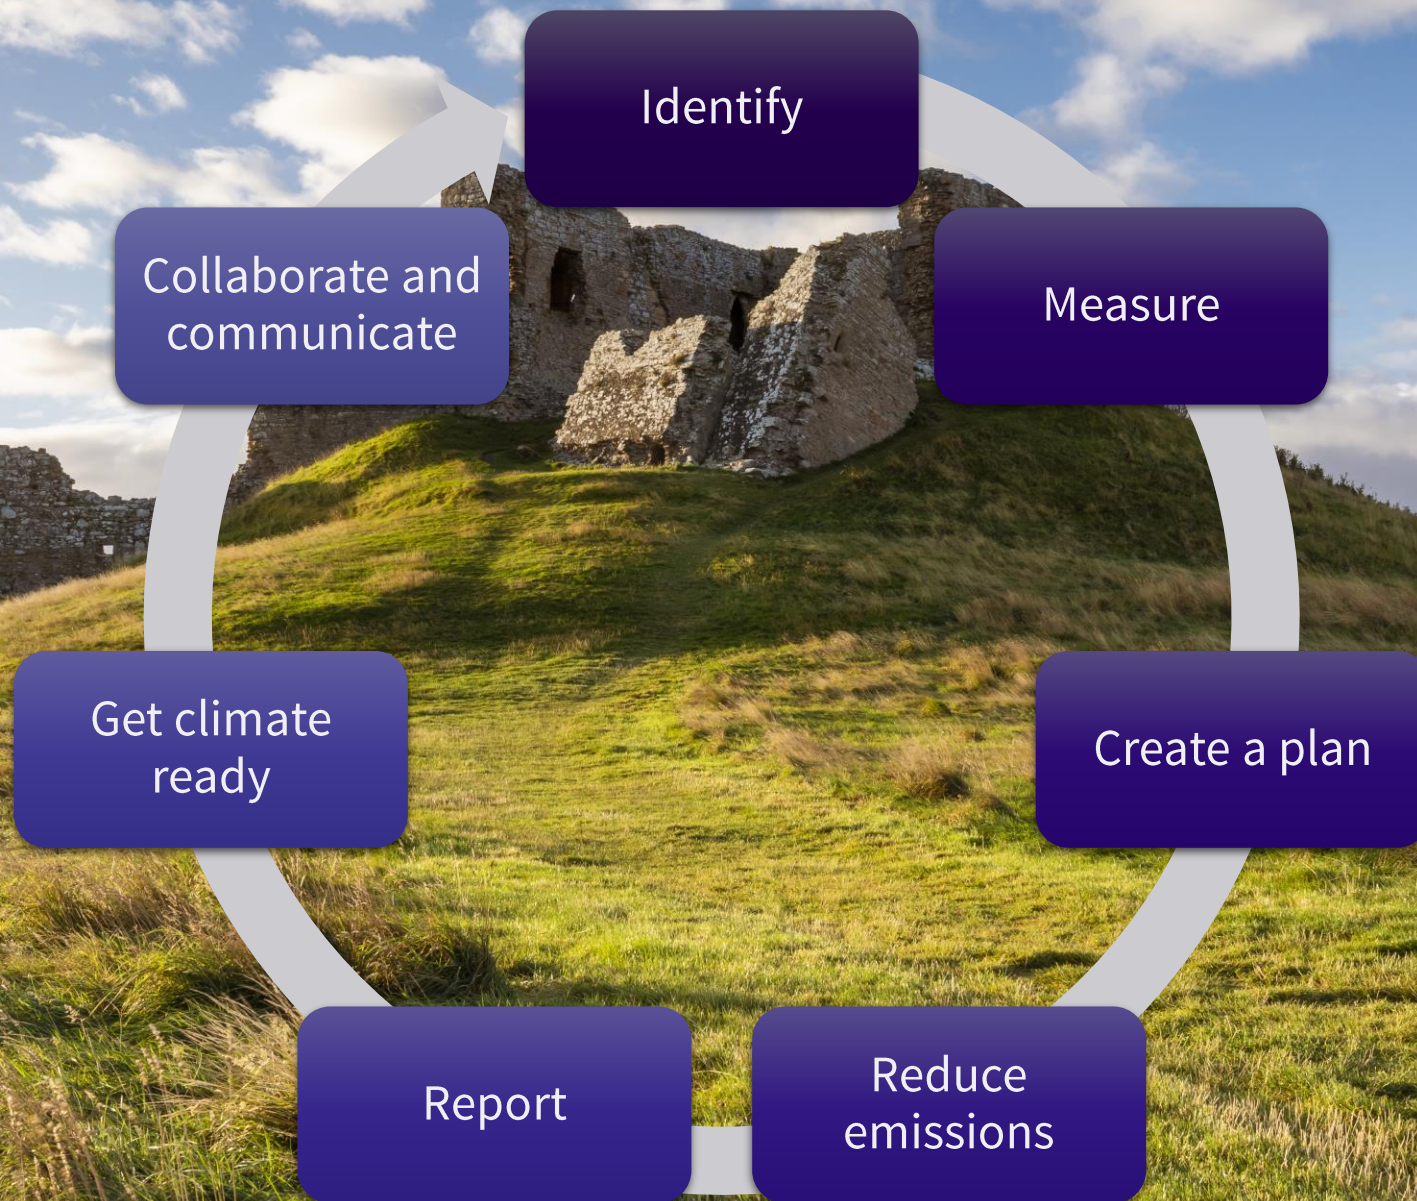 Identify
Measure
Create a plan
Reduce
emissions
Report
Get climate
ready
Collaborate and
communicate